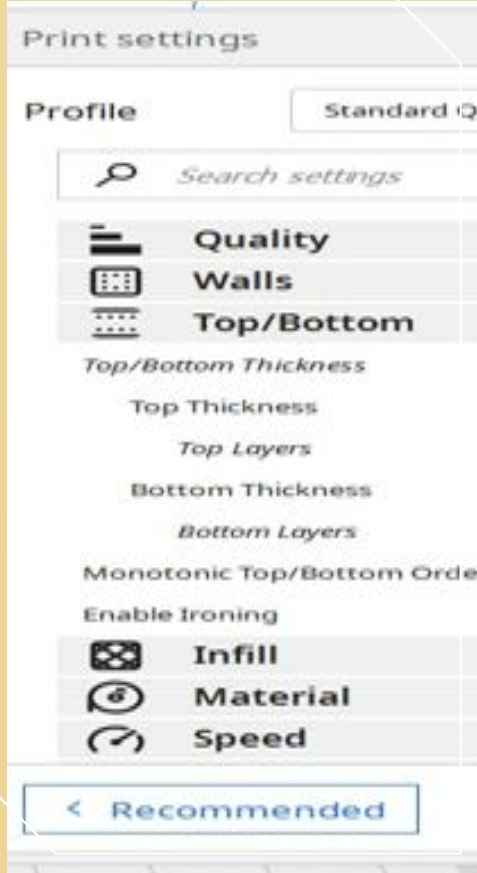 Print settings
Profile
Standard Q
Search settings
Quality
Walls
Top/Bottom
Top/Bottom Thickness
Top Thickness
Top Layers
Bottom Thickness
Bottom Layers
Monotonic Top/Bottom Orde
Enable Ironing
Infill
Material
Speed
< Recommended